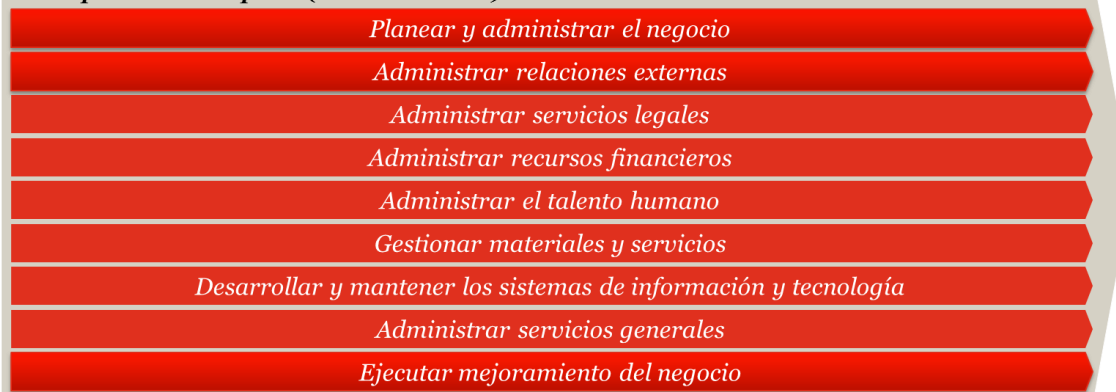 Planear y administrar el negocio
Administrar relaciones externas
Administrar servicios legales
Administrar recursos financieros
Administrar el talento humano
Gestionar materiales y servicios
Desarrollar y mantener los sistemas de información y tecnología
Administrar servicios generales
Ejecutar mejoramiento del negocio